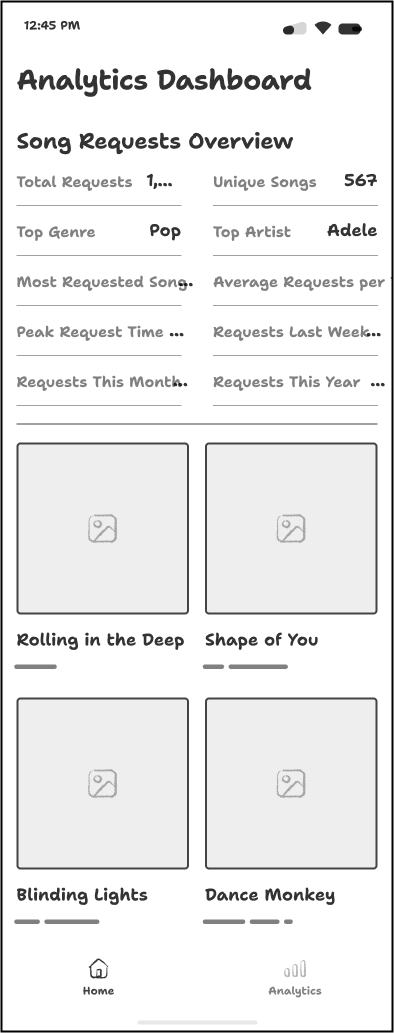 12:45 PM
Analytics Dashboard
Song Requests Overview
Total Requests 1,... Unique Songs 567
Top Genre Pop Top Artist Adele
Most Requested Song... Average Requests per
Peak Request Time ... Requests Last Week...
Requests This Month... Requests This Year ...
Rolling in the Deep Shape of You
Blinding Lights Dance Monkey
Home Analytics